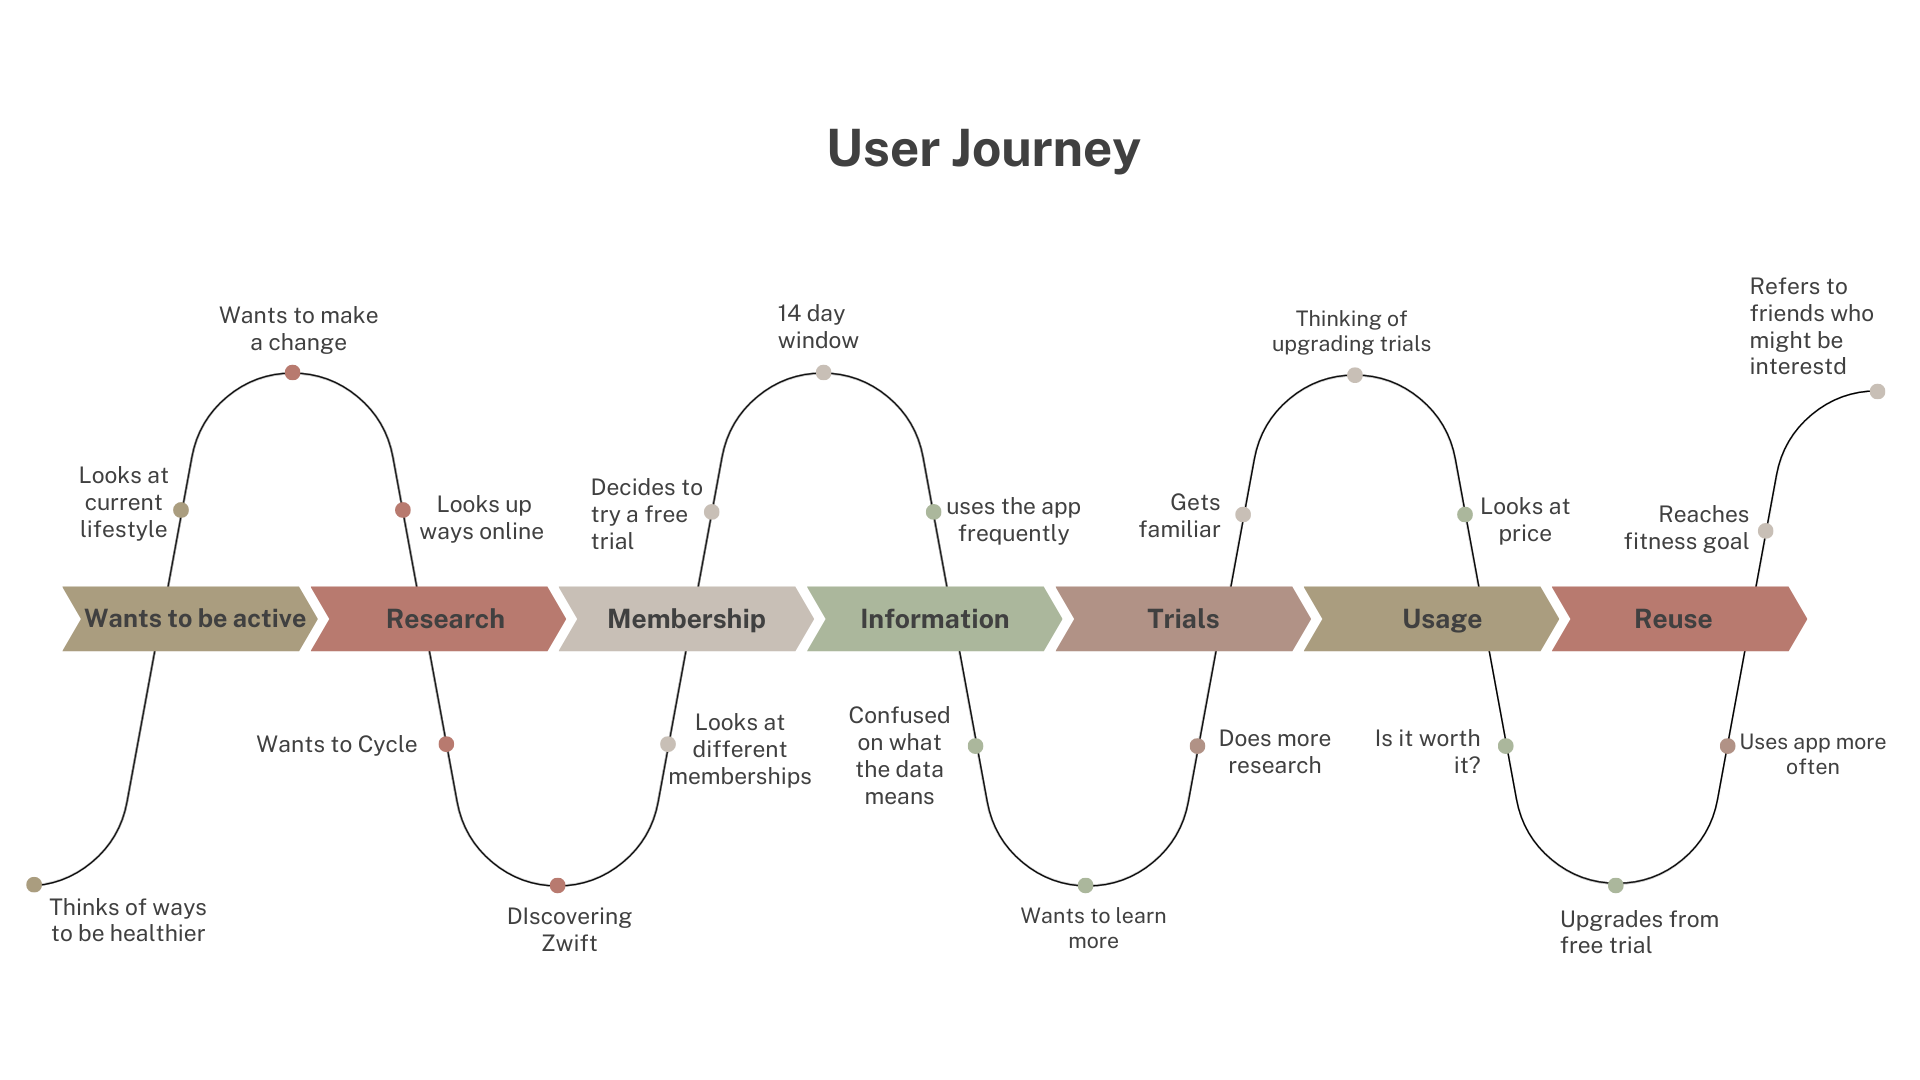 User Journey
Thinks of ways
to be healthier
Looks at
current
lifestyle
Wants to make
a change
Looks up
ways online
Wants to Cycle
DIscovering
Zwift
Looks at
different
memberships
Decides to
try a free
trial
14 day
window
uses the app
frequently
Confused
on what
the data
means
Wants to learn
more
Does more
research
Gets
familiar
Thinking of
upgrading trials
Looks at
price
Is it worth
it?
Upgrades from
free trial
Uses app more
often
Reaches
fitness goal
Refers to
friends who
might be
interestd
Wants to be active
Research
Membership
Information
Trials
Usage
Reuse